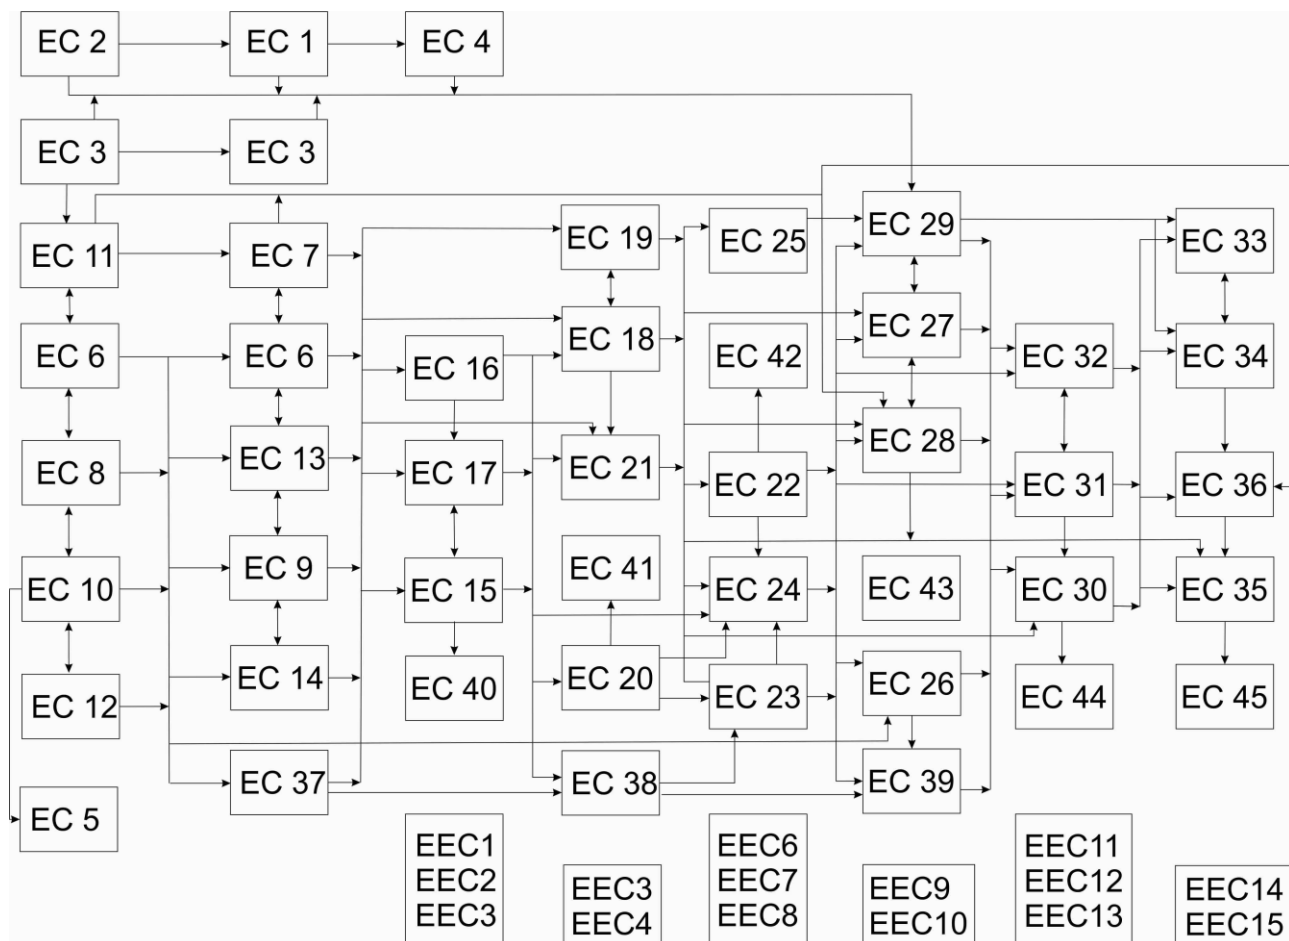 EC 2
EC 1
EC 4
EC 3
EC 3
EC 11
EC 7
EC 19
EC 25
EC 29
EC 33
EC 6
EC 6
EC 16
EC 18
EC 42
EC 27
EC 32
EC 34
EC 8
EC 13
EC 17
EC 21
EC 22
EC 28
EC 31
EC 36
EC 10
EC 9
EC 15
EC 41
EC 24
EC 43
EC 30
EC 35
EC 12
EC 14
EC 40
EC 20
EC 23
EC 26
EC 44
EC 45
EC 5
EC 37
EC 38
EC 39
EEC1
EEC2
EEC3
EEC3
EEC4
EEC6
EEC7
EEC8
EEC9
EEC10
EEC11
EEC12
EEC13
EEC14
EEC15